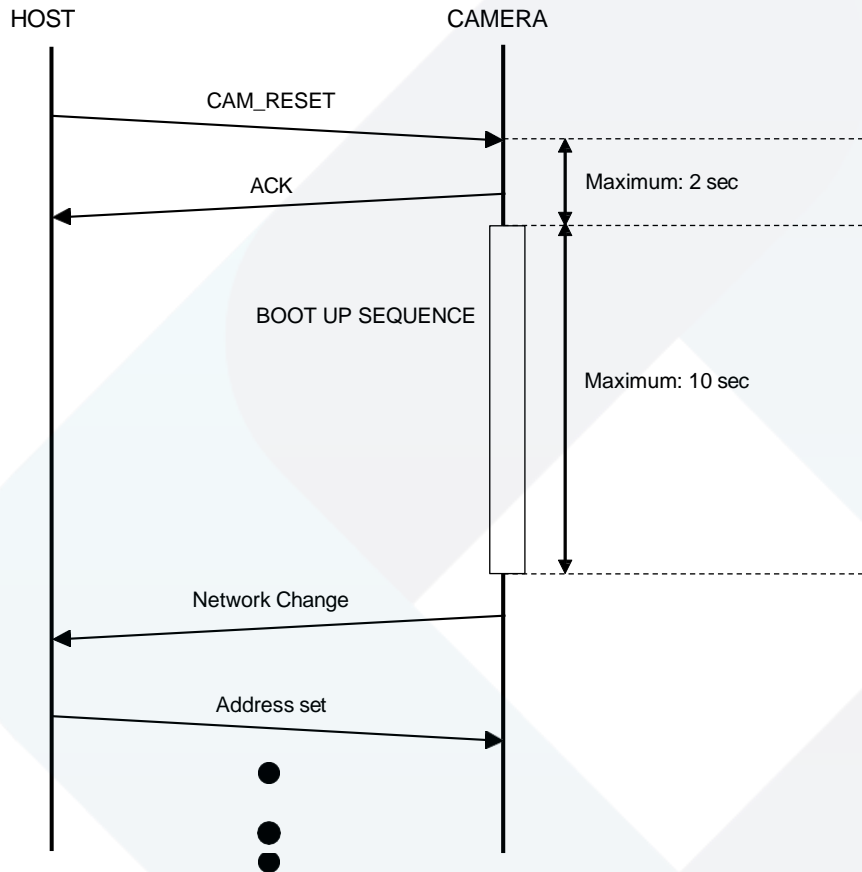 HOST
CAMERA
CAM_RESET
ACK
Maximum: 2 sec
BOOT UP SEQUENCE
Maximum: 10 sec
Network Change
Address set